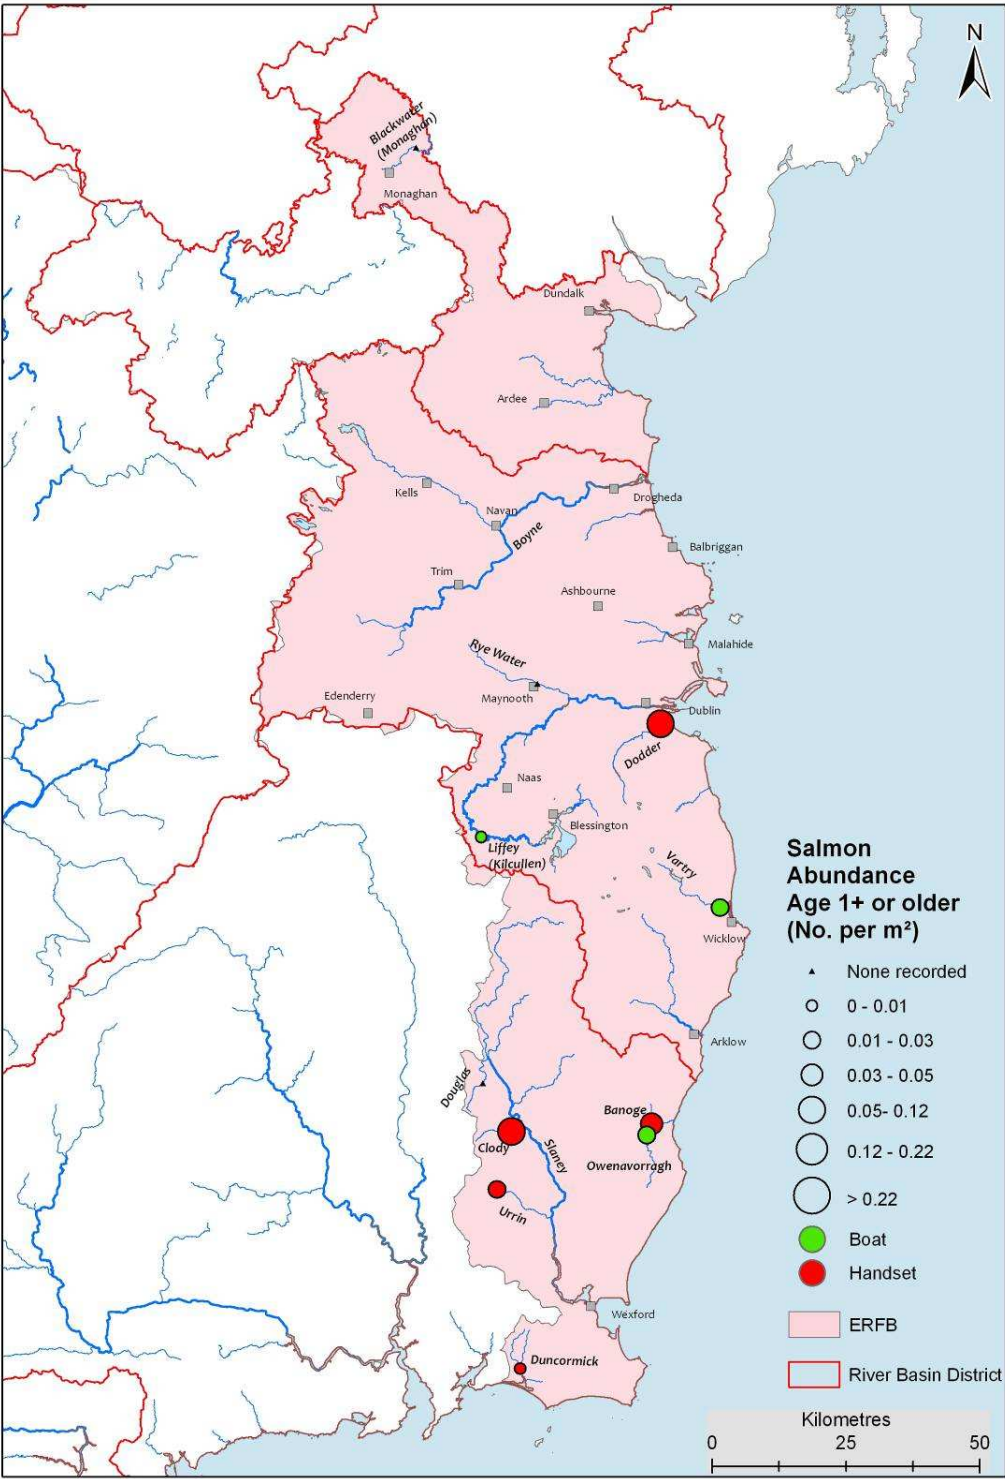 N
Blackwater
(Monaghan)
Monaghan
Dundalk
Ardee
Kells
Drogheda
Navan
Boyne
Balbriggan
Trim
Ashbourne
Malahide
Rye Water
Maynooth
Edenderry
Dublin
Dodder
Naas
Blessington
Liffey
(Kilcullen)
Vartry
Wicklow
Arklow
Douglas
Banoge
Clody
Slaney
Owenavorragh
Urrin
Wexford
Duncormick
Salmon
Abundance
Age 1+ or older
(No. per m²)
None recorded
0 - 0.01
0.01 - 0.03
0.03 - 0.05
0.05- 0.12
0.12 - 0.22
> 0.22
Boat
Handset
ERFB
River Basin District
Kilometres
0 25 50